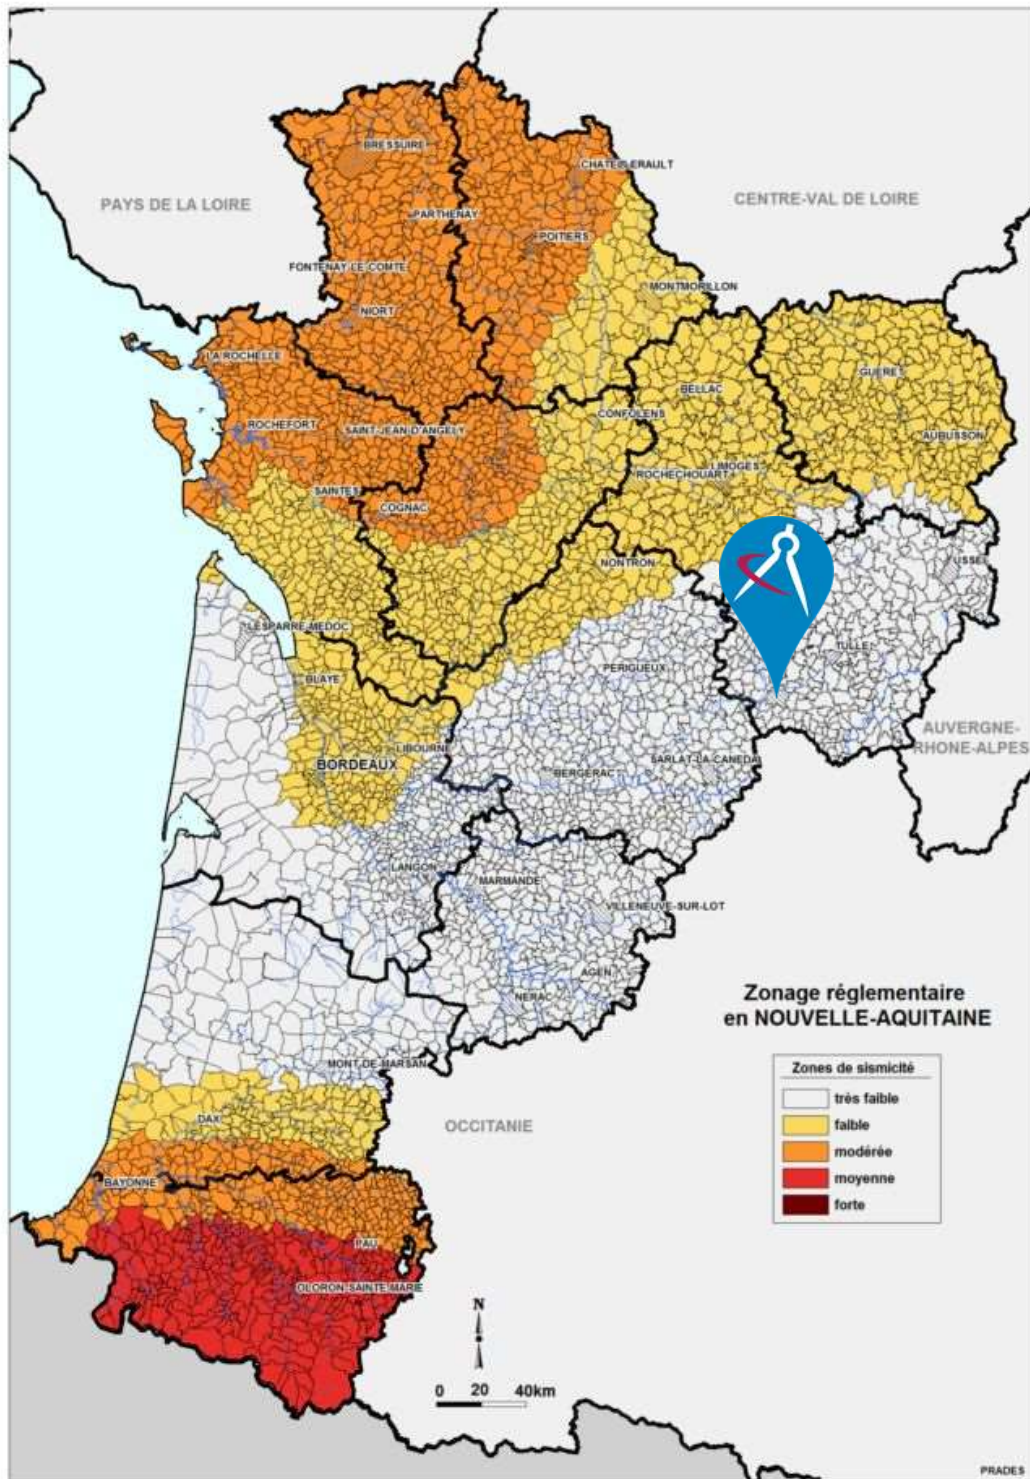 BRESSUIRE
CHATELLERAULT
PAYS DE LA LOIRE
CENTRE-VAL DE LOIRE
PARTHENAY
POITIERS
FONTENAY-LE-COMTE
MONTMORILLON
NIORT
LA ROCHELLE
GUERET
BELLAC
CONFOLENS
ROCHEFORT
SAINT-JEAN-D'ANGELY
AUBUSSON
LIMOGES
ROCHECHOUART
SAINTES
COGNAC
NONTRON
USSEL
LESPARRE-MEDOC
TULLE
PERIGUEUX
BLAYE
AUVERGNE-
RHONE-ALPES
LIBOURNE
SARLAT-LA-CANEDA
BORDEAUX
BERGERAC
LANGON
MARMANDE
VILLENEUVE-SUR-LOT
AGEN
NERAC
Zonage réglementaire
en NOUVELLE-AQUITAINE
MONT-DE-MARSAN
Zones de sismicité
très faible
faible
modérée
moyenne
forte
DAX
OCCITANIE
BAYONNE
PAU
OLORON-SAINTE-MARIE
N
0 20 40km
PRADES